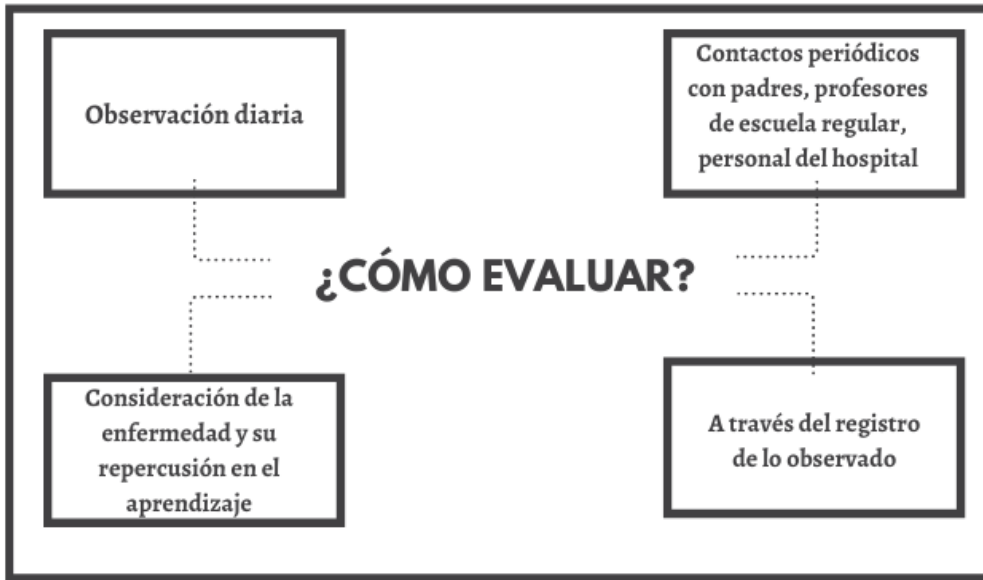 Observación diaria
Contactos periódicos
con padres, profesores
de escuela regular,
personal del hospital
¿CÓMO EVALUAR?
Consideración de la
enfermedad y su
repercusión en el
aprendizaje
A través del registro
de lo observado